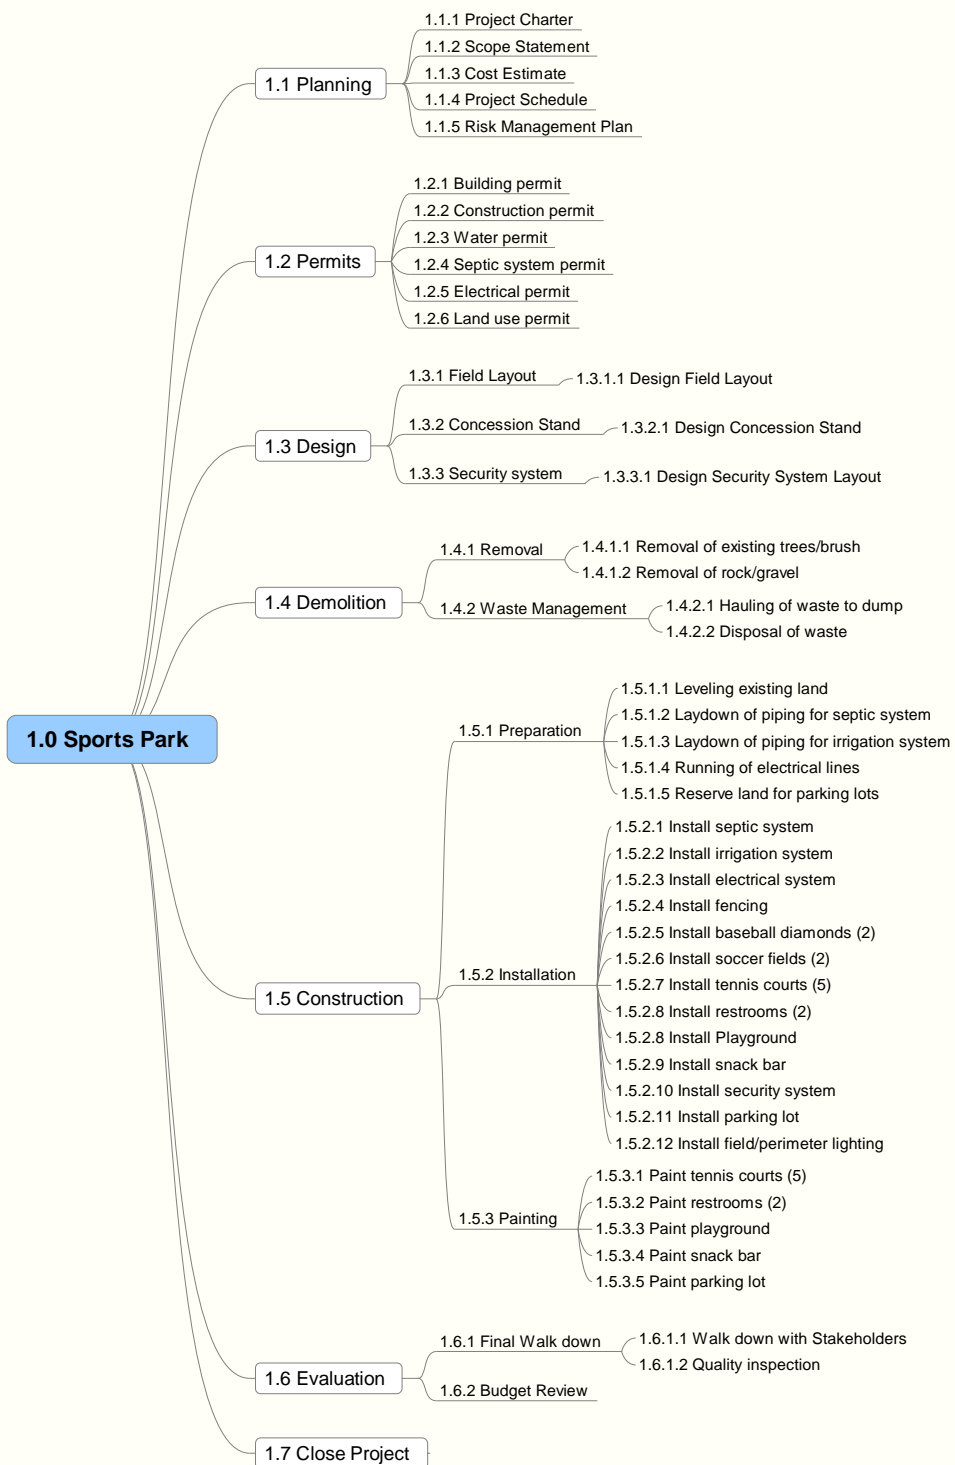 1.0 Sports Park
1.1 Planning
1.1.1 Project Charter
1.1.2 Scope Statement
1.1.3 Cost Estimate
1.1.4 Project Schedule
1.1.5 Risk Management Plan
1.2 Permits
1.2.1 Building permit
1.2.2 Construction permit
1.2.3 Water permit
1.2.4 Septic system permit
1.2.5 Electrical permit
1.2.6 Land use permit
1.3 Design
1.3.1 Field Layout
1.3.1.1 Design Field Layout
1.3.2 Concession Stand
1.3.2.1 Design Concession Stand
1.3.3 Security system
1.3.3.1 Design Security System Layout
1.4 Demolition
1.4.1 Removal
1.4.1.1 Removal of existing trees/brush
1.4.1.2 Removal of rock/gravel
1.4.2 Waste Management
1.4.2.1 Hauling of waste to dump
1.4.2.2 Disposal of waste
1.5 Construction
1.5.1 Preparation
1.5.1.1 Leveling existing land
1.5.1.2 Laydown of piping for septic system
1.5.1.3 Laydown of piping for irrigation system
1.5.1.4 Running of electrical lines
1.5.1.5 Reserve land for parking lots
1.5.2 Installation
1.5.2.1 Install septic system
1.5.2.2 Install irrigation system
1.5.2.3 Install electrical system
1.5.2.4 Install fencing
1.5.2.5 Install baseball diamonds (2)
1.5.2.6 Install soccer fields (2)
1.5.2.7 Install tennis courts (5)
1.5.2.8 Install restrooms (2)
1.5.2.8 Install Playground
1.5.2.9 Install snack bar
1.5.2.10 Install security system
1.5.2.11 Install parking lot
1.5.2.12 Install field/perimeter lighting
1.5.3 Painting
1.5.3.1 Paint tennis courts (5)
1.5.3.2 Paint restrooms (2)
1.5.3.3 Paint playground
1.5.3.4 Paint snack bar
1.5.3.5 Paint parking lot
1.6 Evaluation
1.6.1 Final Walk down
1.6.1.1 Walk down with Stakeholders
1.6.1.2 Quality inspection
1.6.2 Budget Review
1.7 Close Project